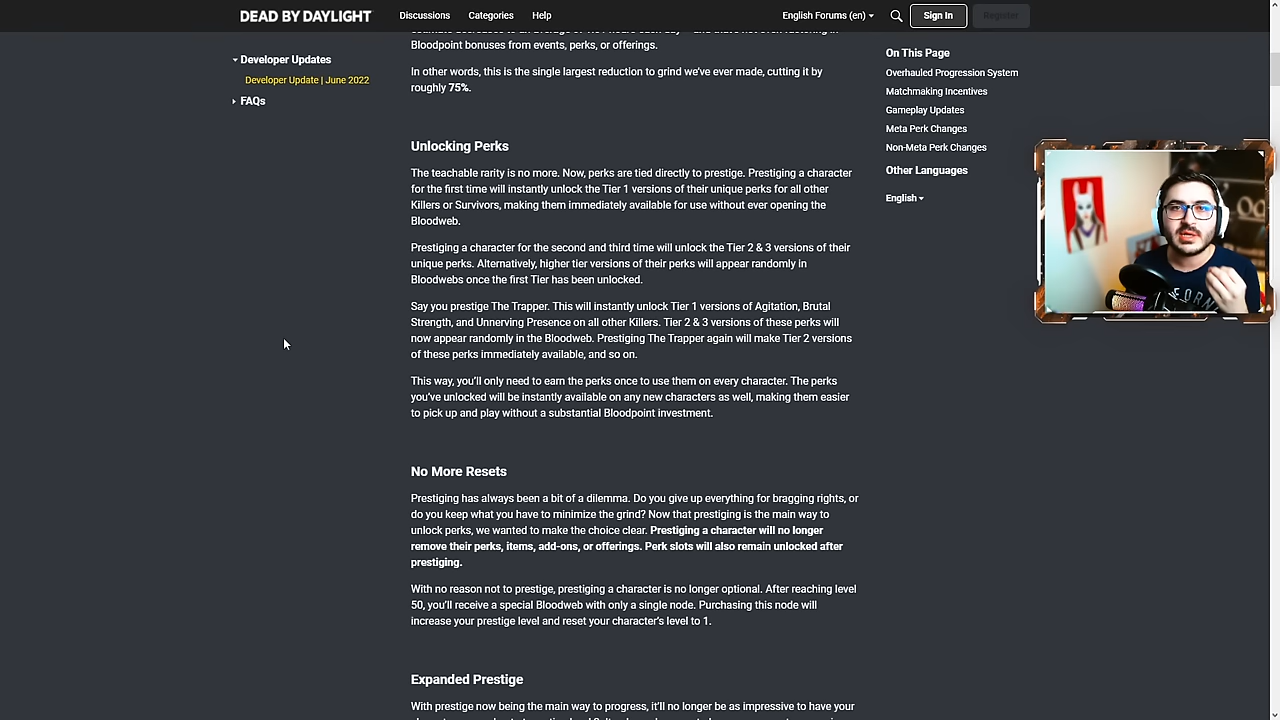 DEAD BY DAYLIGHT
Discussions
Categories
Help
English Forums (en)
Sign In
Register
Developer Updates
Developer Update | June 2022
FAQs
Bloodpoint bonuses from events, perks, or offerings.
In other words, this is the single largest reduction to grind we've ever made, cutting it by
roughly 75%.
Unlocking Perks
The teachable rarity is no more. Now, perks are tied directly to prestige. Prestiging a character
for the first time will instantly unlock the Tier 1 versions of their unique perks for all other
Killers or Survivors, making them immediately available for use without ever opening the
Bloodweb.
Prestiging a character for the second and third time will unlock the Tier 2 & 3 versions of their
unique perks. Alternatively, higher tier versions of their perks will appear randomly in
Bloodwebs once the first Tier has been unlocked.
Say you prestige The Trapper. This will instantly unlock Tier 1 versions of Agitation, Brutal
Strength, and Unnerving Presence on all other Killers. Tier 2 & 3 versions of these perks will
now appear randomly in the Bloodweb. Prestiging The Trapper again will make Tier 2 versions
of these perks immediately available, and so on.
This way, you'll only need to earn the perks once to use them on every character. The perks
you've unlocked will be instantly available on any new characters as well, making them easier
to pick up and play without a substantial Bloodpoint investment.
No More Resets
Prestiging has always been a bit of a dilemma. Do you give up everything for bragging rights, or
do you keep what you have to minimize the grind? Now that prestiging is the main way to
unlock perks, we wanted to make the choice clear. Prestiging a character will no longer
remove their perks, items, add-ons, or offerings. Perk slots will also remain unlocked after
prestiging.
With no reason not to prestige, prestiging a character is no longer optional. After reaching level
50, you'll receive a special Bloodweb with only a single node. Purchasing this node will
increase your prestige level and reset your character's level to 1.
Expanded Prestige
With prestige now being the main way to progress, it'll no longer be as impressive to have your
On This Page
Overhauled Progression System
Matchmaking Incentives
Gameplay Updates
Meta Perk Changes
Non-Meta Perk Changes
Other Languages
English